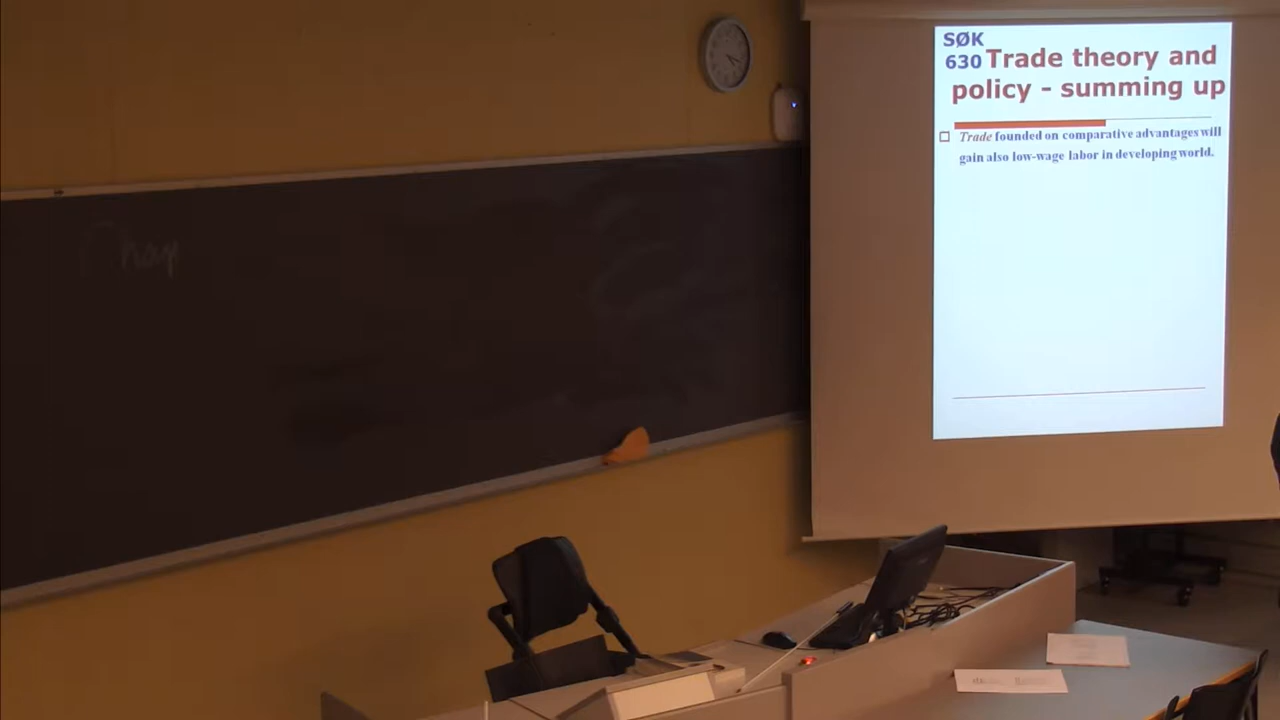 SØK
630 Trade theory and
policy - summing up
Trade founded on comparative advantages will
gain also low-wage labor in developing world.